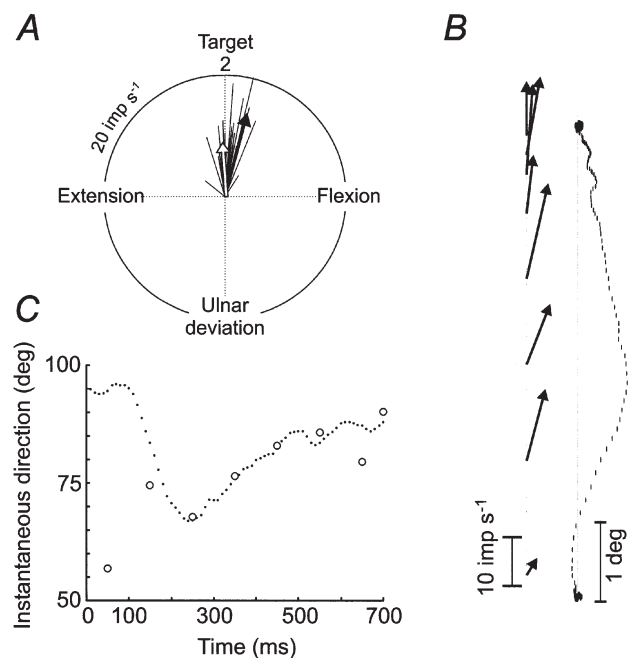 A
B
Target
2
20 imp s⁻¹
Extension
Flexion
Ulnar
deviation
C
Instantaneous direction (deg)
100
75
50
0 100 300 500 700
Time (ms)
10 imp s⁻¹
1 deg